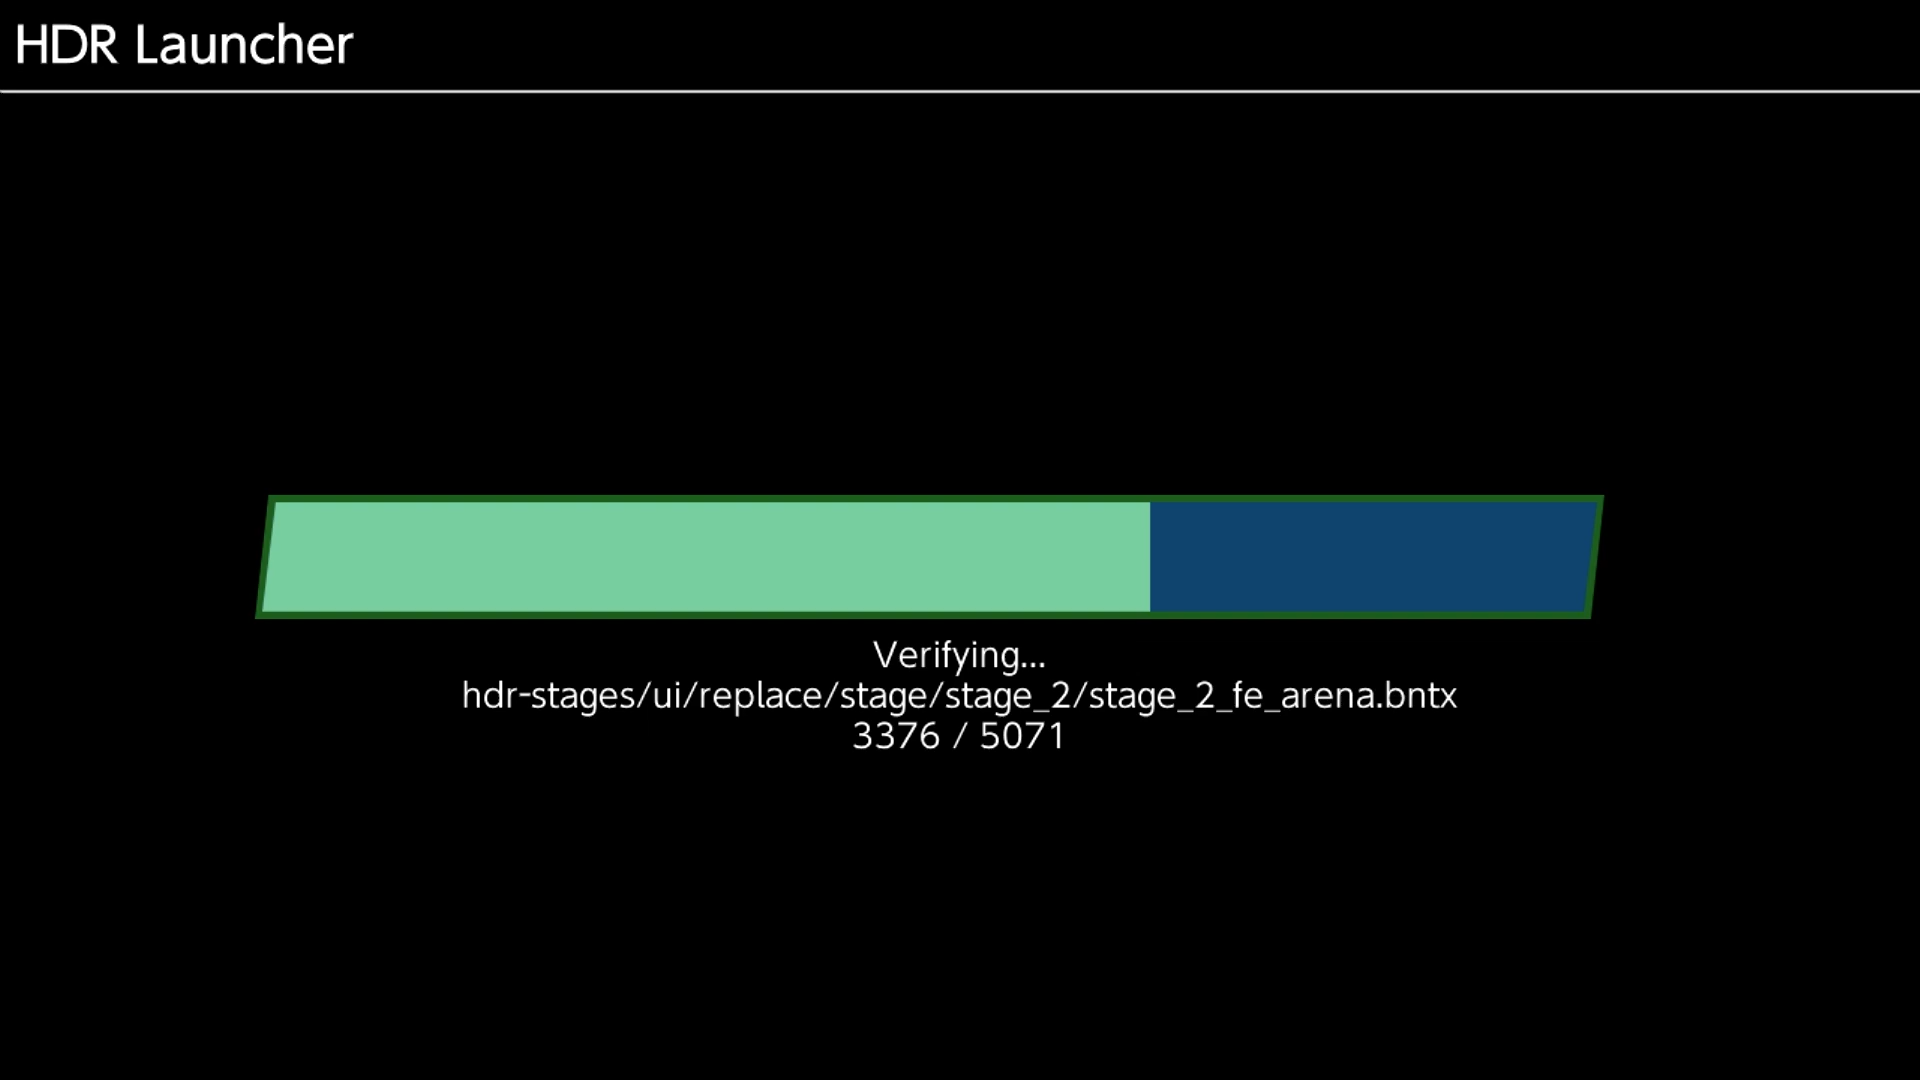 HDR Launcher
Verifying...
hdr-stages/ui/replace/stage/stage_2/stage_2_fe_arena.bntx
3376 / 5071